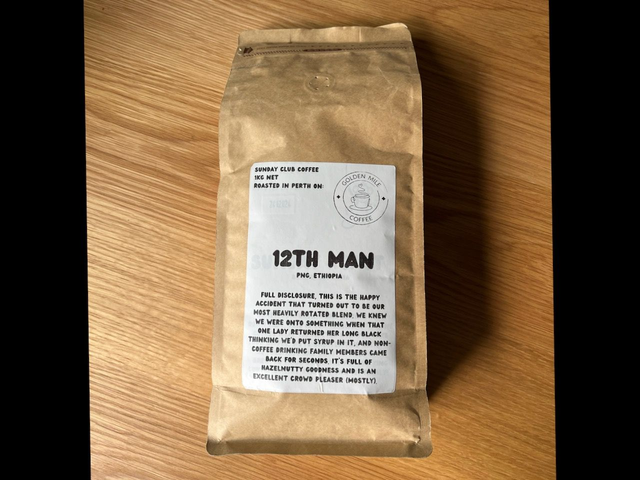 SUNDAY CLUB COFFEE
1KG NET
ROASTED IN PERTH ON:
GOLDEN MILE
COFFEE
12TH MAN
PNG, ETHIOPIA
FULL DISCLOSURE, THIS IS THE HAPPY
ACCIDENT THAT TURNED OUT TO BE OUR
MOST HEAVILY ROTATED BLEND. WE KNEW
WE WERE ONTO SOMETHING WHEN THAT
ONE LADY RETURNED HER LONG BLACK
THINKING WE'D PUT SYRUP IN IT, AND NON-
COFFEE DRINKING FAMILY MEMBERS CAME
BACK FOR SECONDS. IT'S FULL OF
HAZELNUTTY GOODNESS AND IS AN
EXCELLENT CROWD PLEASER (MOSTLY).